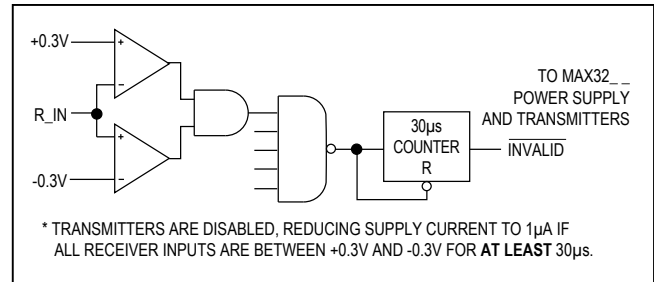 +0.3V
R_IN
-0.3V
+
-
+
-
30µs
COUNTER
R
TO MAX32_ _
POWER SUPPLY
AND TRANSMITTERS
INVALID
* TRANSMITTERS ARE DISABLED, REDUCING SUPPLY CURRENT TO 1µA IF
ALL RECEIVER INPUTS ARE BETWEEN +0.3V AND -0.3V FOR AT LEAST 30µs.